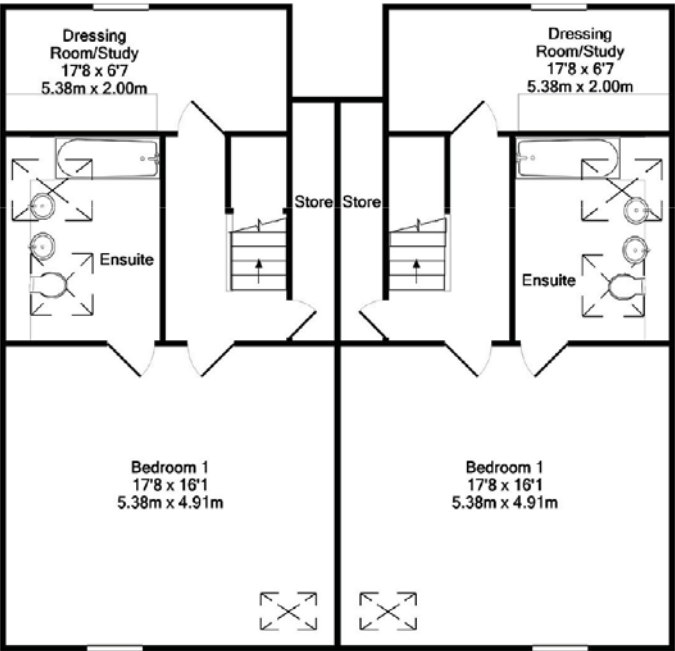 Dressing
Room/Study
17'8 x 6'7
5.38m x 2.00m
Dressing
Room/Study
17'8 x 6'7
5.38m x 2.00m
Store
Store
Ensuite
Ensuite
Bedroom 1
17'8 x 16'1
5.38m x 4.91m
Bedroom 1
17'8 x 16'1
5.38m x 4.91m